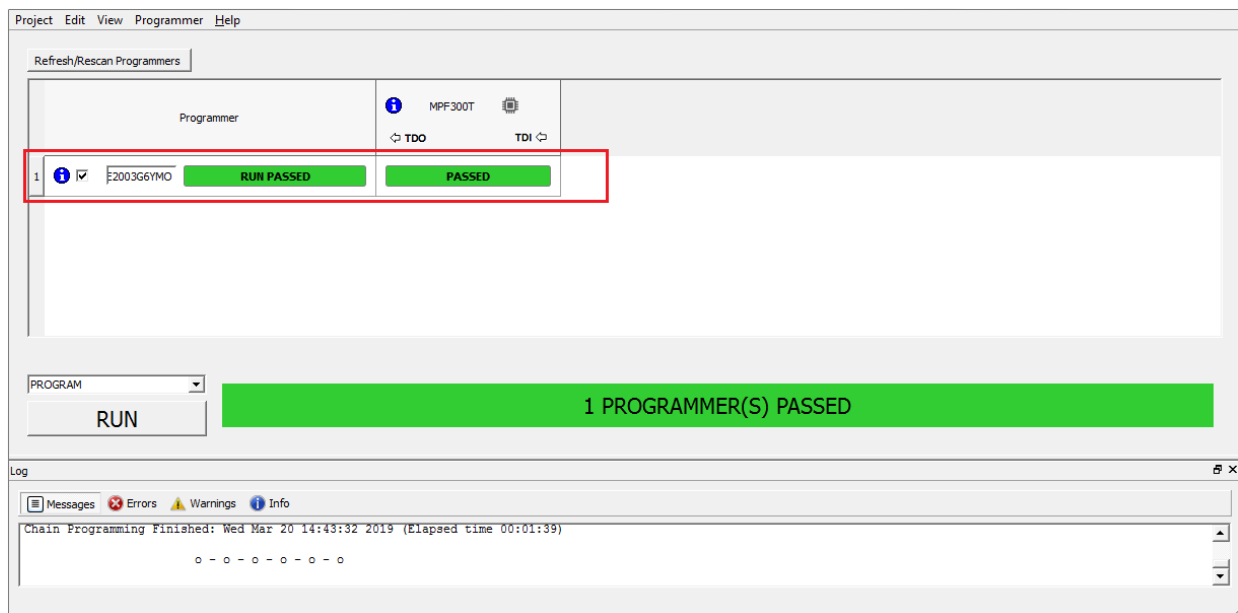 Project Edit View Programmer Help
Refresh/Rescan Programmers
Programmer
MPF300T
TDO TDI
1 E2003G6YMO RUN PASSED PASSED
PROGRAM
RUN
1 PROGRAMMER(S) PASSED
Log
Messages Errors Warnings Info
Chain Programming Finished: Wed Mar 20 14:43:32 2019 (Elapsed time 00:01:39)
o - o - o - o - o - o